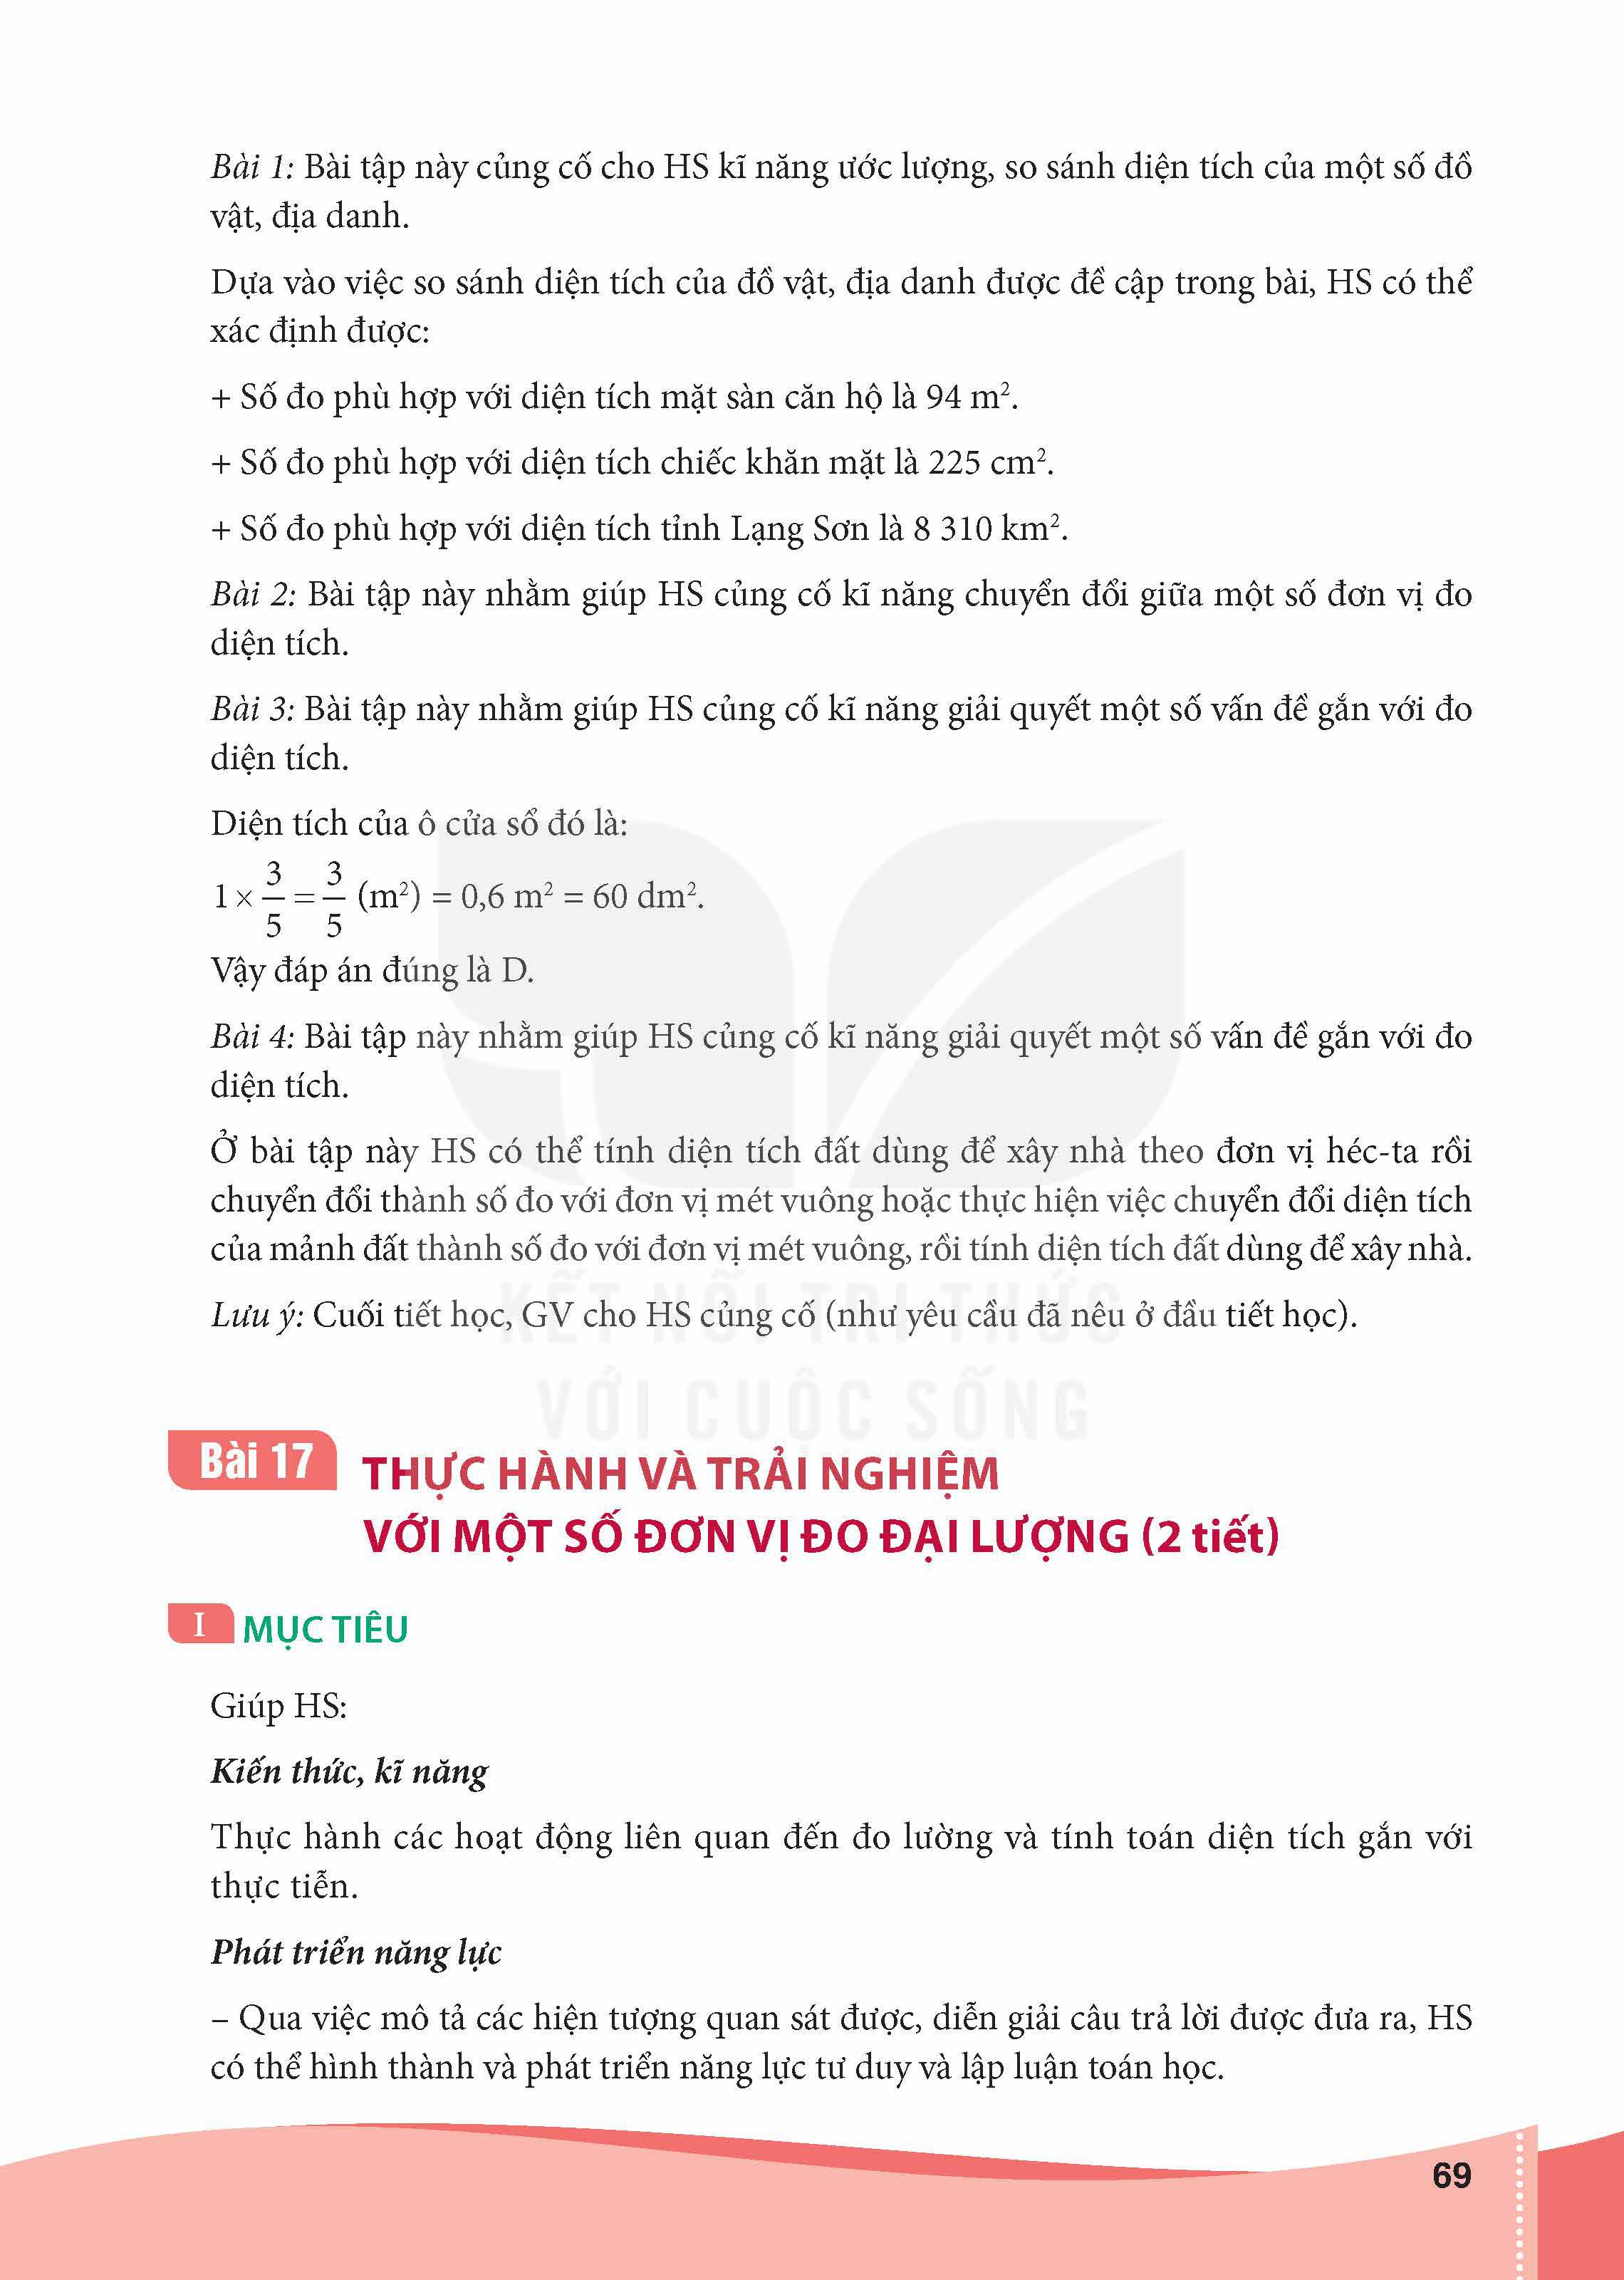 Bài 1: Bài tập này củng cố cho HS kĩ năng ước lượng, so sánh diện tích của một số đồ
vật, địa danh.
Dựa vào việc so sánh diện tích của đồ vật, địa danh được đề cập trong bài, HS có thể
xác định được:
+ Số đo phù hợp với diện tích mặt sàn căn hộ là 94 m².
+ Số đo phù hợp với diện tích chiếc khăn mặt là 225 cm².
+ Số đo phù hợp với diện tích tỉnh Lạng Sơn là 8 310 km².
Bài 2: Bài tập này nhằm giúp HS củng cố kĩ năng chuyển đổi giữa một số đơn vị đo
diện tích.
Bài 3: Bài tập này nhằm giúp HS củng cố kĩ năng giải quyết một số vấn đề gắn với đo
diện tích.
Diện tích của ô cửa sổ đó là:
1 × 3/5 = 3/5 (m²) = 0,6 m² = 60 dm².
Vậy đáp án đúng là D.
Bài 4: Bài tập này nhằm giúp HS củng cố kĩ năng giải quyết một số vấn đề gắn với đo
diện tích.
Ở bài tập này HS có thể tính diện tích đất dùng để xây nhà theo đơn vị héc-ta rồi
chuyển đổi thành số đo với đơn vị mét vuông hoặc thực hiện việc chuyển đổi diện tích
của mảnh đất thành số đo với đơn vị mét vuông, rồi tính diện tích đất dùng để xây nhà.
Lưu ý: Cuối tiết học, GV cho HS củng cố (như yêu cầu đã nêu ở đầu tiết học).
KẾT NỐI TRI THỨC
VỚI CUỘC SỐNG
Bài 17 THỰC HÀNH VÀ TRẢI NGHIỆM
VỚI MỘT SỐ ĐƠN VỊ ĐO ĐẠI LƯỢNG (2 tiết)
I MỤC TIÊU
Giúp HS:
Kiến thức, kĩ năng
Thực hành các hoạt động liên quan đến đo lường và tính toán diện tích gắn với
thực tiễn.
Phát triển năng lực
– Qua việc mô tả các hiện tượng quan sát được, diễn giải câu trả lời được đưa ra, HS
có thể hình thành và phát triển năng lực tư duy và lập luận toán học.
69